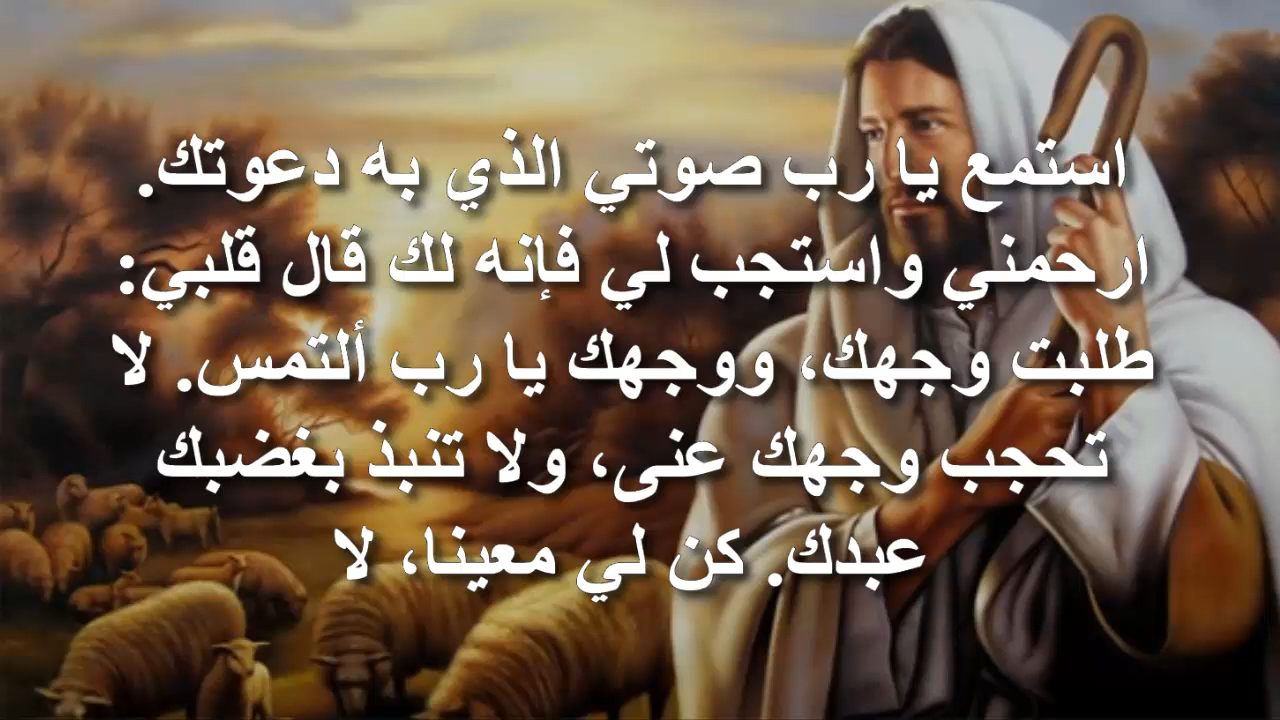 استمع يا رب صوتي الذي به دعوتك.
ارحمني واستجب لي فإنه لك قال قلبي:
طلبت وجهك، ووجهك يا رب ألتمس. لا
تحجب وجهك عنى، ولا تنبذ بغضبك
عبدك. كن لي معينا، لا